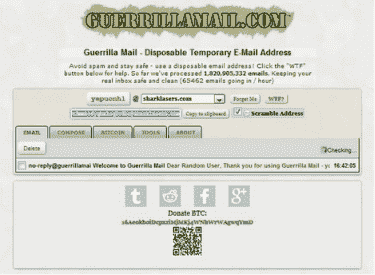 GUERRILLAMAIL.COM
Guerrilla Mail - Disposable Temporary E-Mail Address
Avoid spam and stay safe - use a disposable email address! Click the "WTF"
button below for help. So far we've processed 1,820,905,332 emails. Keeping your
real inbox safe and clean (65462 emails going in / hour)
@ sharklasers.com Forget Me WTF?
Copy to clipboard Scramble Address
EMAIL COMPOSE BITCOIN TOOLS ABOUT
Delete Checking...
no-reply@guerrillamai Welcome to Guerrilla Mail Dear Random User, Thank you for using Guerrilla Mail - 16:42:05
Donate BTC: